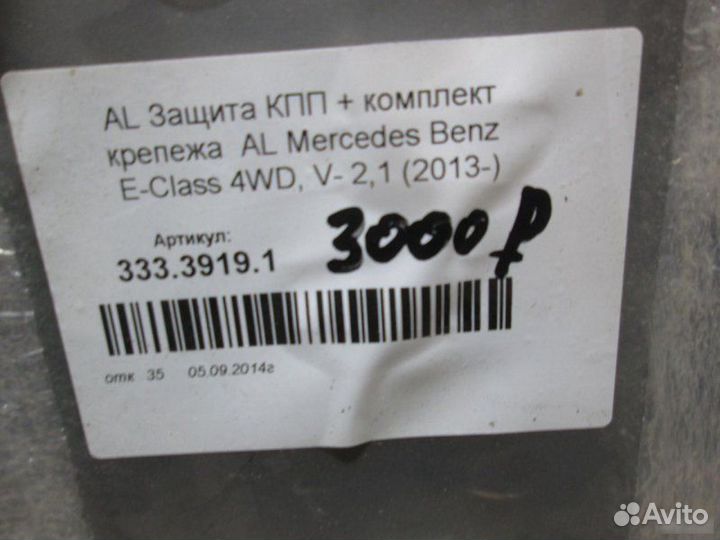 AL Защита КПП + комплект
крепежа AL Mercedes Benz
E-Class 4WD, V- 2,1 (2013-)
Артикул:
333.3919.1
3000₽
отк 35 05.09.2014г
Avito